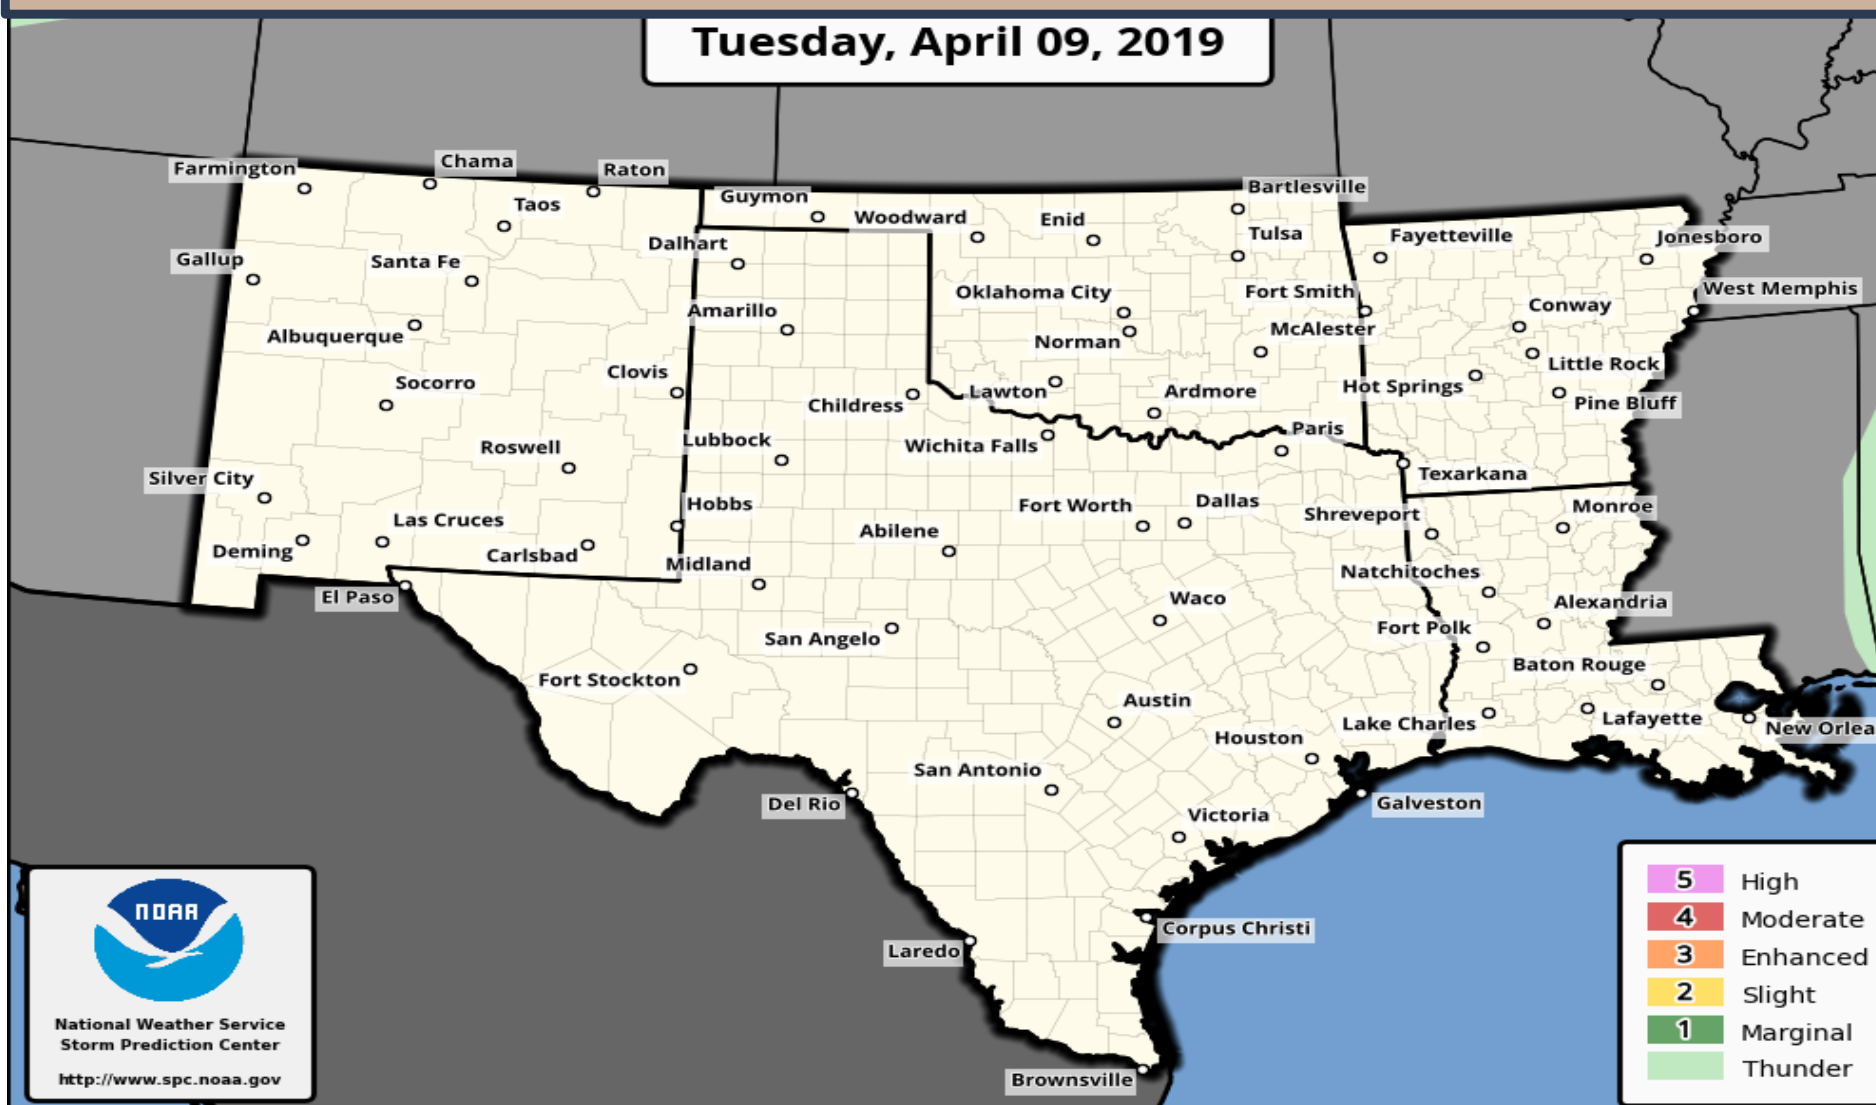 Tuesday, April 09, 2019
Farmington
Chama
Raton
Taos
Guymon
Woodward
Enid
Bartlesville
Tulsa
Fayetteville
Jonesboro
Gallup
Santa Fe
Dalhart
Oklahoma City
Fort Smith
West Memphis
Albuquerque
Amarillo
Norman
McAlester
Conway
Socorro
Clovis
Childress
Lawton
Ardmore
Hot Springs
Little Rock
Pine Bluff
Roswell
Lubbock
Wichita Falls
Paris
Texarkana
Silver City
Las Cruces
Hobbs
Fort Worth
Dallas
Shreveport
Monroe
Deming
Carlsbad
Midland
Abilene
Natchitoches
El Paso
Waco
Alexandria
San Angelo
Fort Polk
Fort Stockton
Baton Rouge
Austin
Lake Charles
Lafayette
New Orlea
Houston
San Antonio
Del Rio
Victoria
Galveston
Laredo
Corpus Christi
Brownsville
NOAA
National Weather Service
Storm Prediction Center
http://www.spc.noaa.gov
5 High
4 Moderate
3 Enhanced
2 Slight
1 Marginal
Thunder